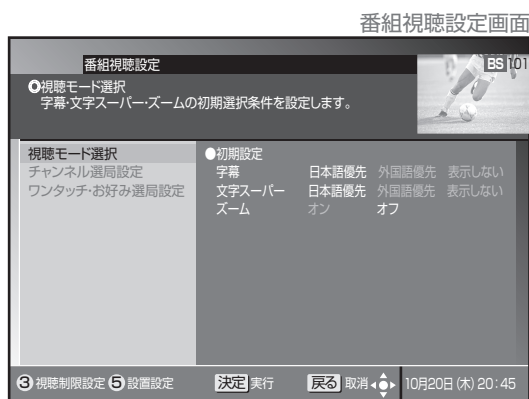 番組視聴設定画面
番組視聴設定
BS 101
視聴モード選択
字幕・文字スーパー・ズームの初期選択条件を設定します。
視聴モード選択
チャンネル選局設定
ワンタッチ・お好み選局設定
●初期設定
字幕 日本語優先 外国語優先 表示しない
文字スーパー 日本語優先 外国語優先 表示しない
ズーム オン オフ
③視聴制限設定 ⑤設置設定 決定 実行 戻る 取消 10月20日(木)20:45